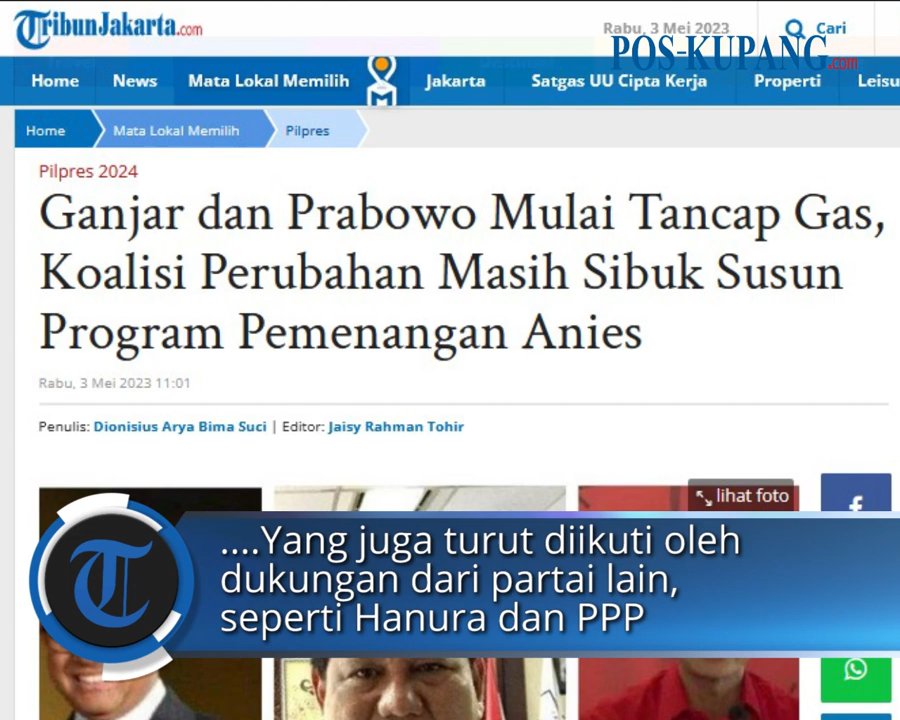 TribunJakarta.com
Rabu, 3 Mei 2023
Cari
POS-KUPANG.com
Home News Mata Lokal Memilih Jakarta Satgas UU Cipta Kerja Properti Leisu
Home Mata Lokal Memilih Pilpres
Pilpres 2024
Ganjar dan Prabowo Mulai Tancap Gas,
Koalisi Perubahan Masih Sibuk Susun
Program Pemenangan Anies
Rabu, 3 Mei 2023 11:01
Penulis: Dionisius Arya Bima Suci | Editor: Jaisy Rahman Tohir
lihat foto
....Yang juga turut diikuti oleh
dukungan dari partai lain,
seperti Hanura dan PPP